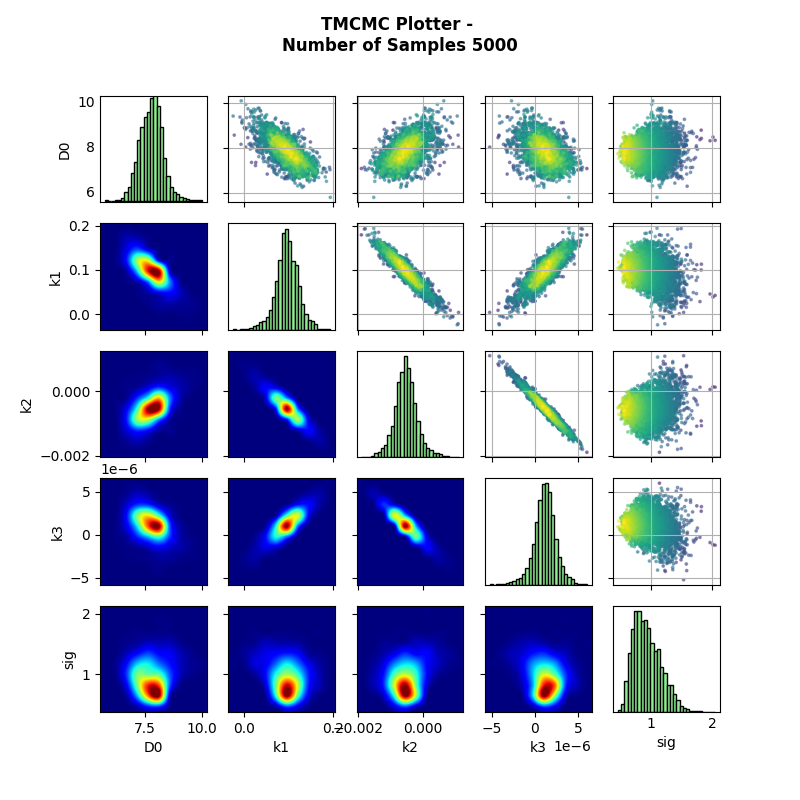 TMCMC Plotter -
Number of Samples 5000
10
8
6
D0
0.2
0.1
0.0
k1
0.000
−0.002
k2
1e−6
5
0
−5
k3
2
1
sig
7.5 10.0
D0
0.0 0.2
k1
−0.002 0.000
k2
−5 0 5
k3 1e−6
1 2
sig